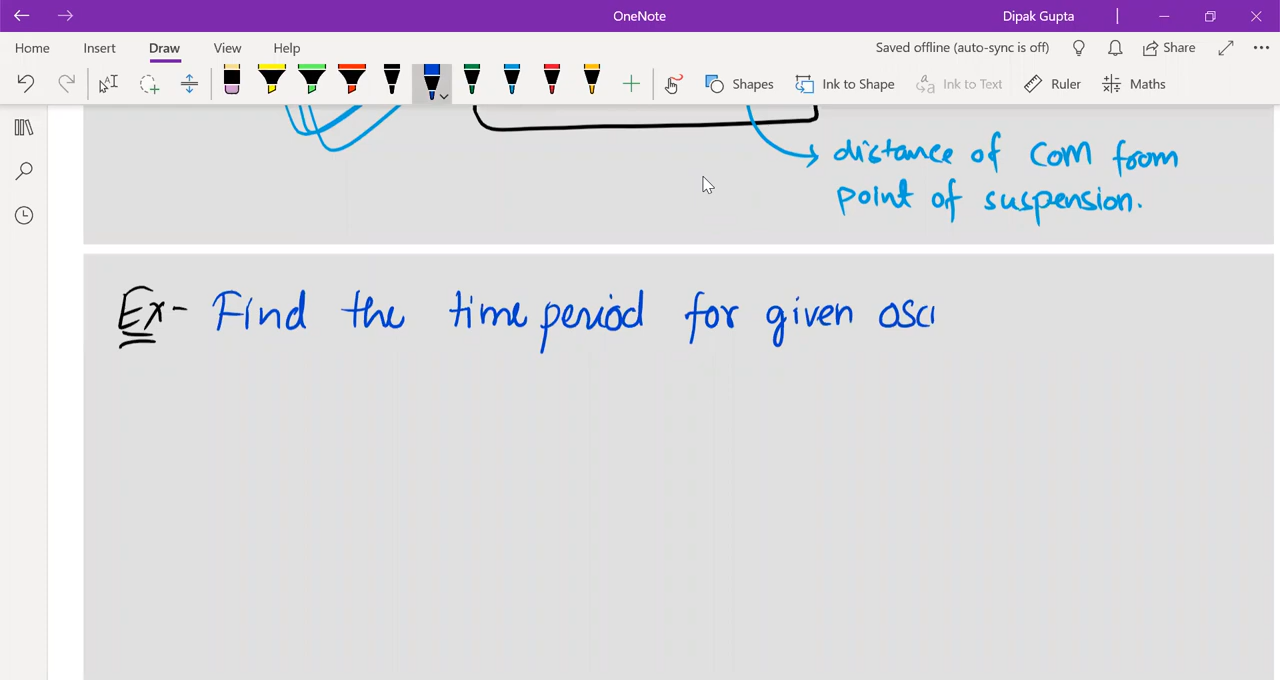 OneNote
Dipak Gupta
Home Insert Draw View Help
Saved offline (auto-sync is off)
Share
Shapes
Ink to Shape
Ink to Text
Ruler
Maths
distance of COM from
point of suspension.
Ex- Find the time period for given osci